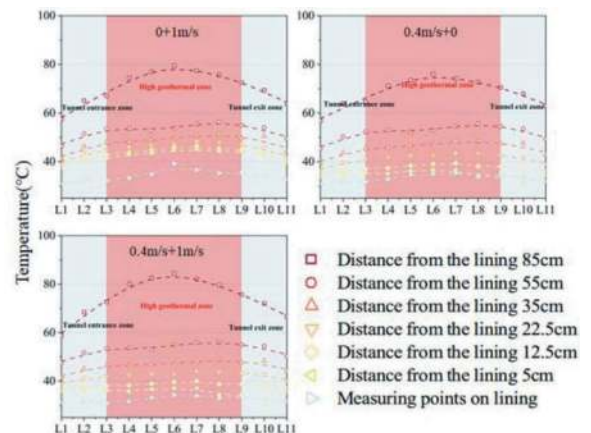 0+1m/s
0.4m/s+0
100
80
60
40
100
80
60
40
Tunnel entrance zone
High geothermal zone
Tunnel exit zone
Tunnel entrance zone
High geothermal zone
Tunnel exit zone
L1 L2 L3 L4 L5 L6 L7 L8 L9 L10 L11
L1 L2 L3 L4 L5 L6 L7 L8 L9 L10 L11
Temperature(℃)
0.4m/s+1m/s
100
80
60
40
Tunnel entrance zone
High geothermal zone
Tunnel exit zone
L1 L2 L3 L4 L5 L6 L7 L8 L9 L10 L11
Distance from the lining 85cm
Distance from the lining 55cm
Distance from the lining 35cm
Distance from the lining 22.5cm
Distance from the lining 12.5cm
Distance from the lining 5cm
Measuring points on lining